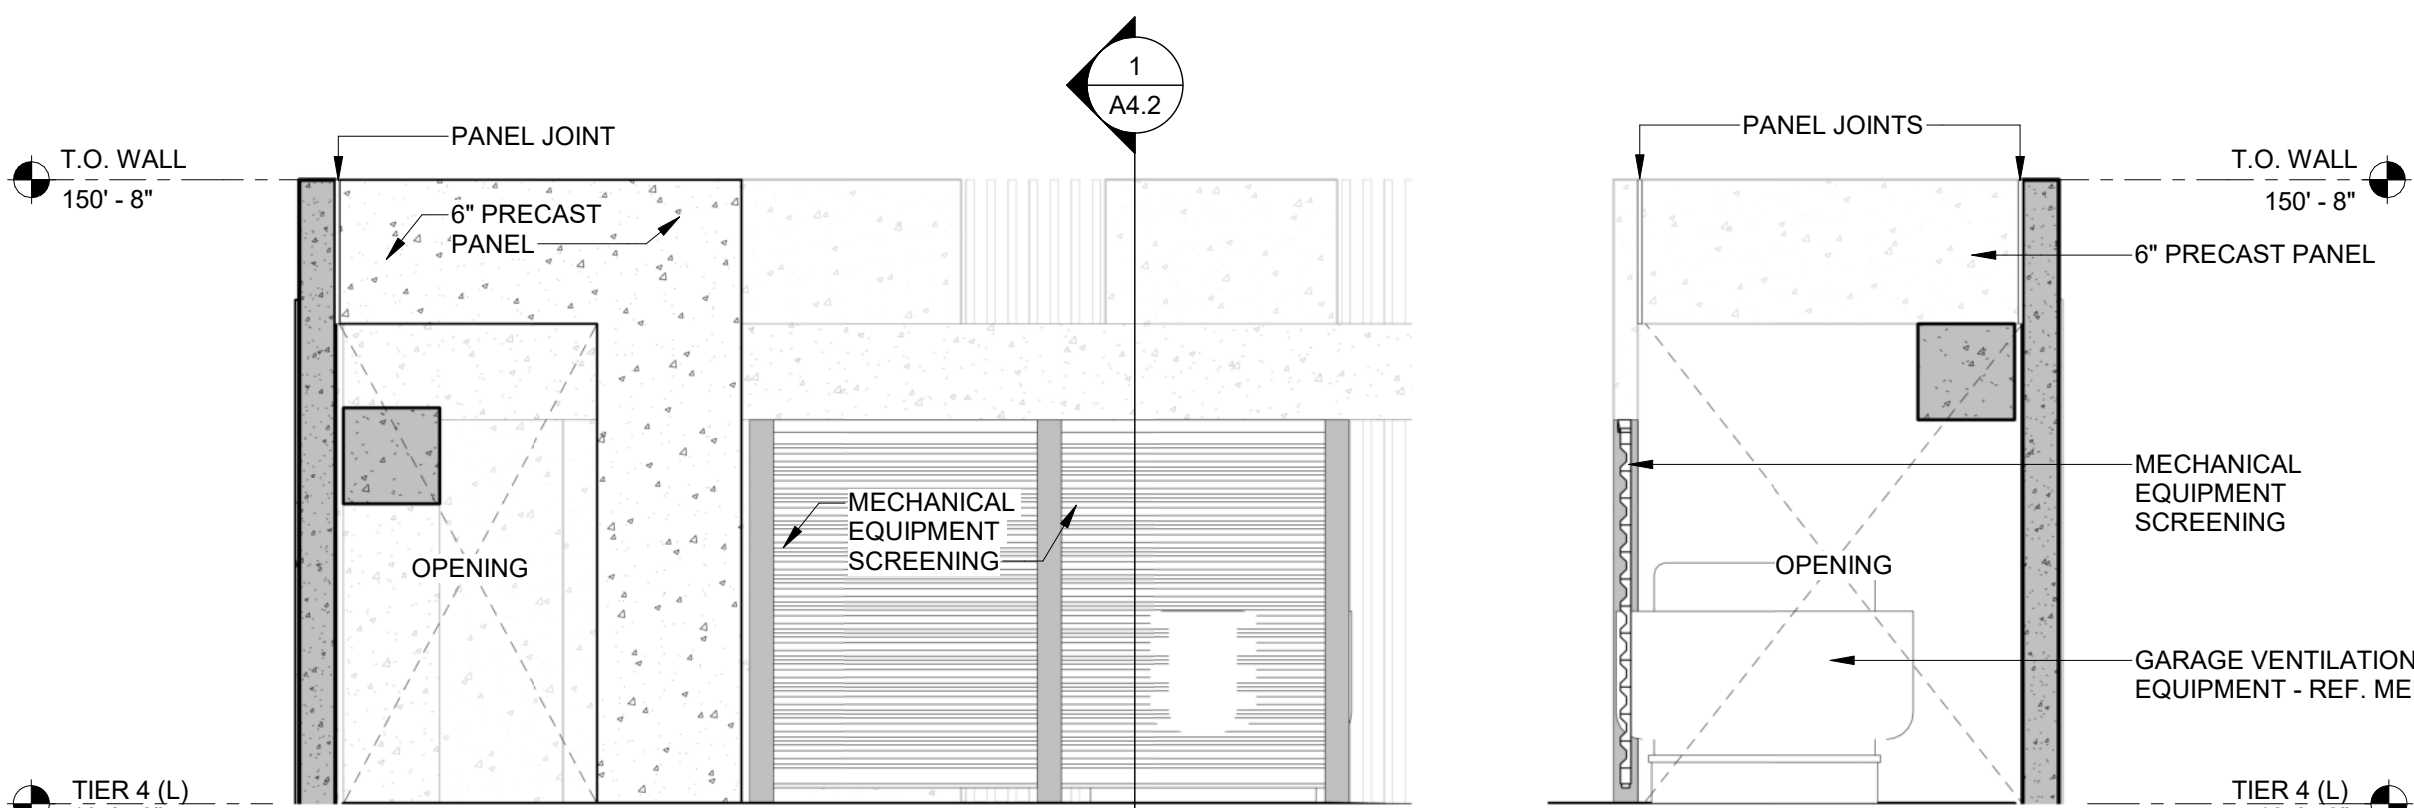 1
A4.2
PANEL JOINT
T.O. WALL
150' - 8"
6" PRECAST
PANEL
MECHANICAL
EQUIPMENT
SCREENING
OPENING
TIER 4 (L)
PANEL JOINTS
T.O. WALL
150' - 8"
6" PRECAST PANEL
MECHANICAL
EQUIPMENT
SCREENING
OPENING
GARAGE VENTILATION
EQUIPMENT - REF. ME
TIER 4 (L)